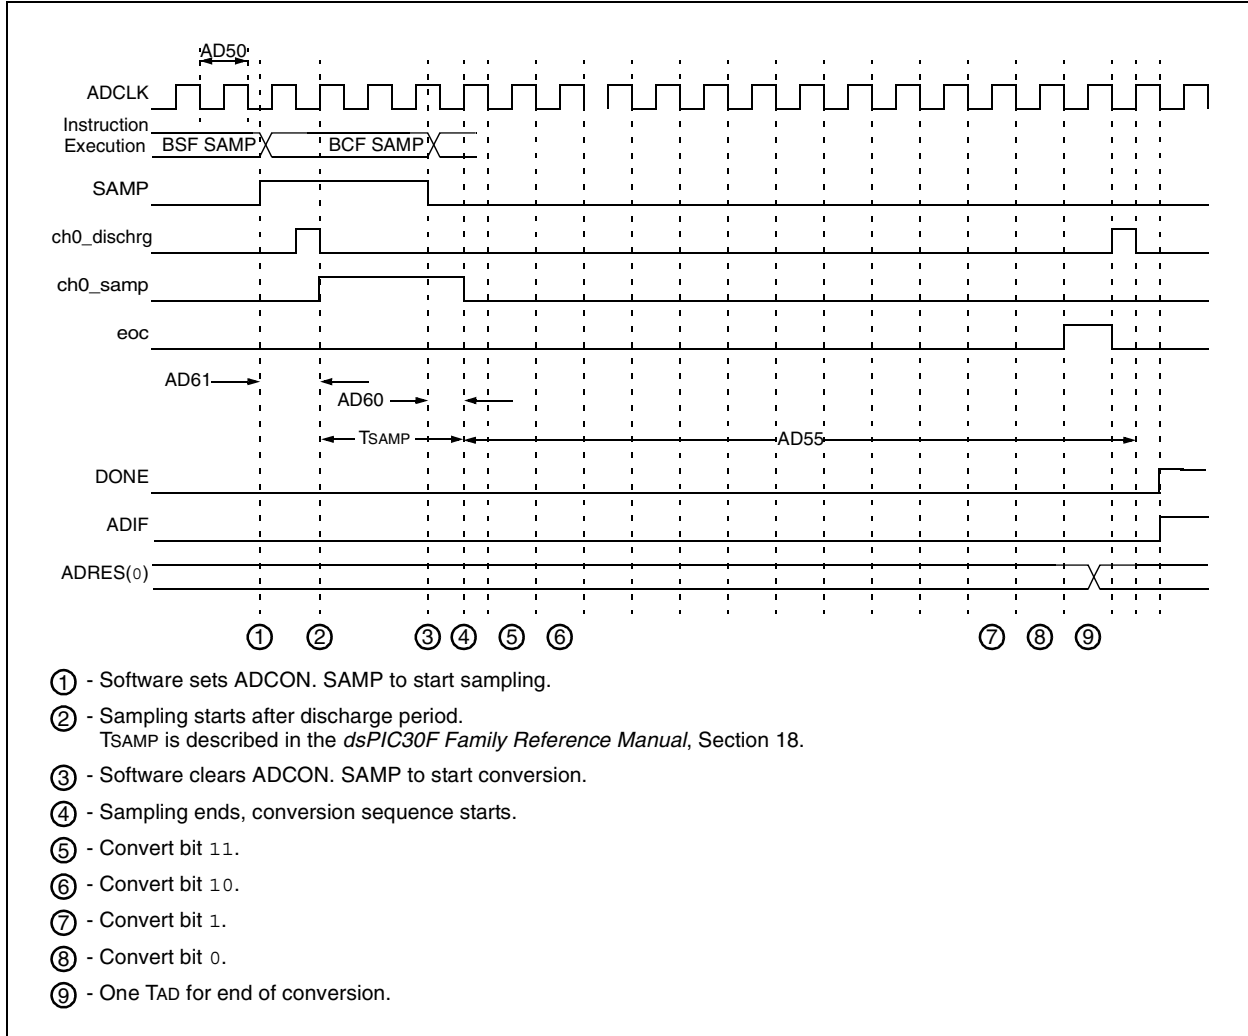 AD50
ADCLK
Instruction
Execution
BSF SAMP
BCF SAMP
SAMP
ch0_dischrg
ch0_samp
eoc
AD61
AD60
TSAMP
AD55
DONE
ADIF
ADRES(0)
1 2 3 4 5 6 7 8 9
1 - Software sets ADCON. SAMP to start sampling.
2 - Sampling starts after discharge period.
TSAMP is described in the dsPIC30F Family Reference Manual, Section 18.
3 - Software clears ADCON. SAMP to start conversion.
4 - Sampling ends, conversion sequence starts.
5 - Convert bit 11.
6 - Convert bit 10.
7 - Convert bit 1.
8 - Convert bit 0.
9 - One TAD for end of conversion.